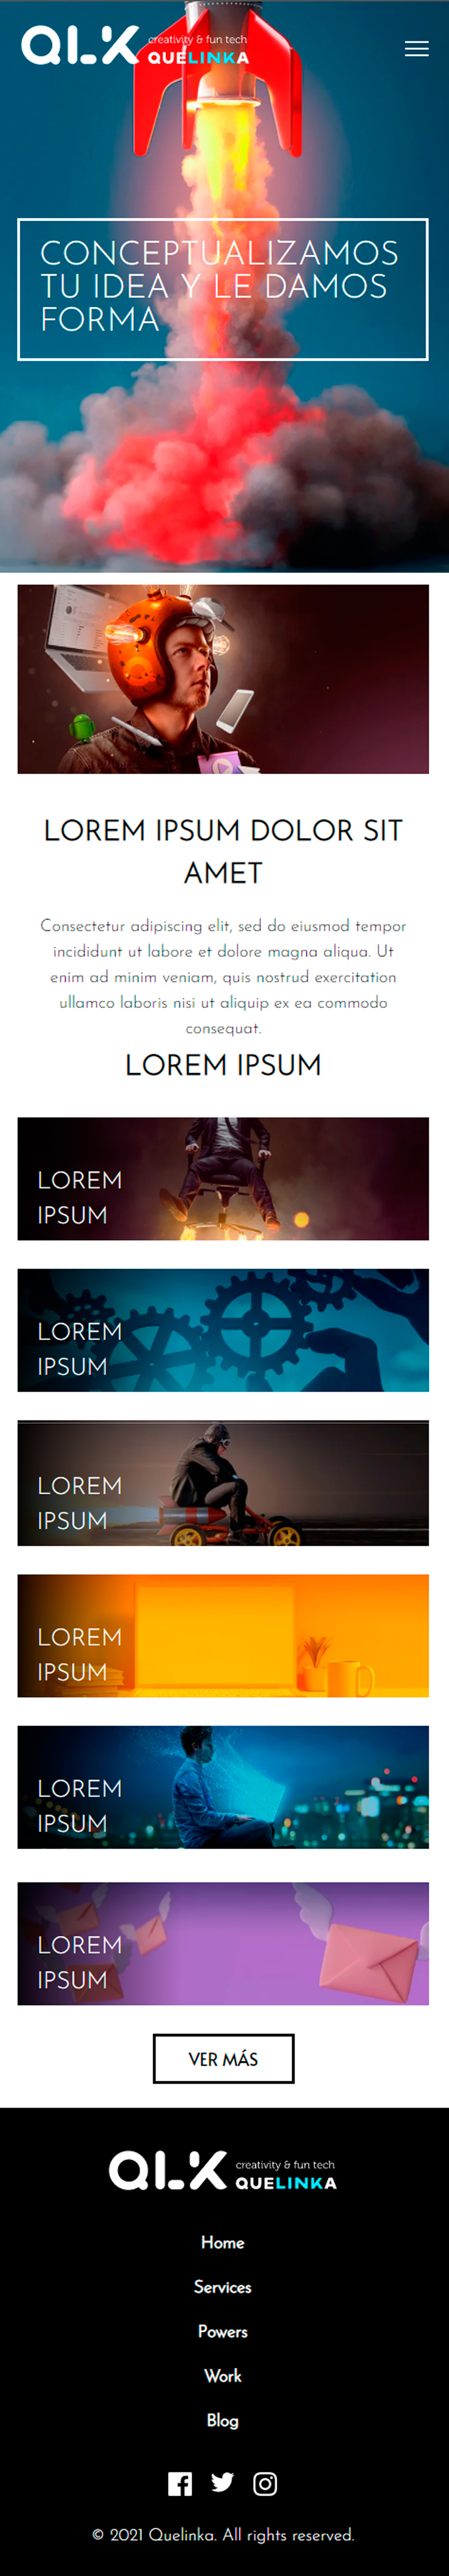 QLK creativity & fun tech
QUELINKA
CONCEPTUALIZAMOS
TU IDEA Y LE DAMOS
FORMA
LOREM IPSUM DOLOR SIT
AMET
Consectetur adipiscing elit, sed do eiusmod tempor
incididunt ut labore et dolore magna aliqua. Ut
enim ad minim veniam, quis nostrud exercitation
ullamco laboris nisi ut aliquip ex ea commodo
consequat.
LOREM IPSUM
LOREM
IPSUM
LOREM
IPSUM
LOREM
IPSUM
LOREM
IPSUM
LOREM
IPSUM
LOREM
IPSUM
VER MÁS
QLK creativity & fun tech
QUELINKA
Home
Services
Powers
Work
Blog
© 2021 Quelinka. All rights reserved.